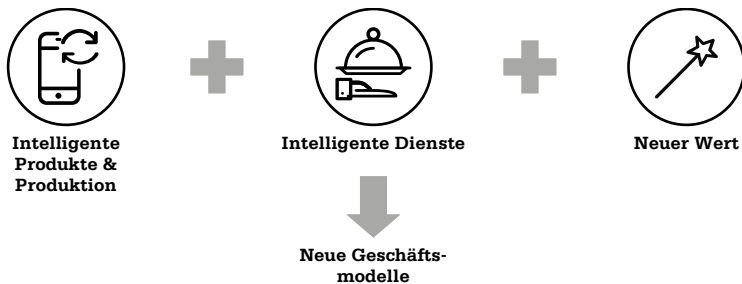 Intelligente
Produkte &
Produktion
Intelligente Dienste
Neuer Wert
Neue Geschäfts-
modelle